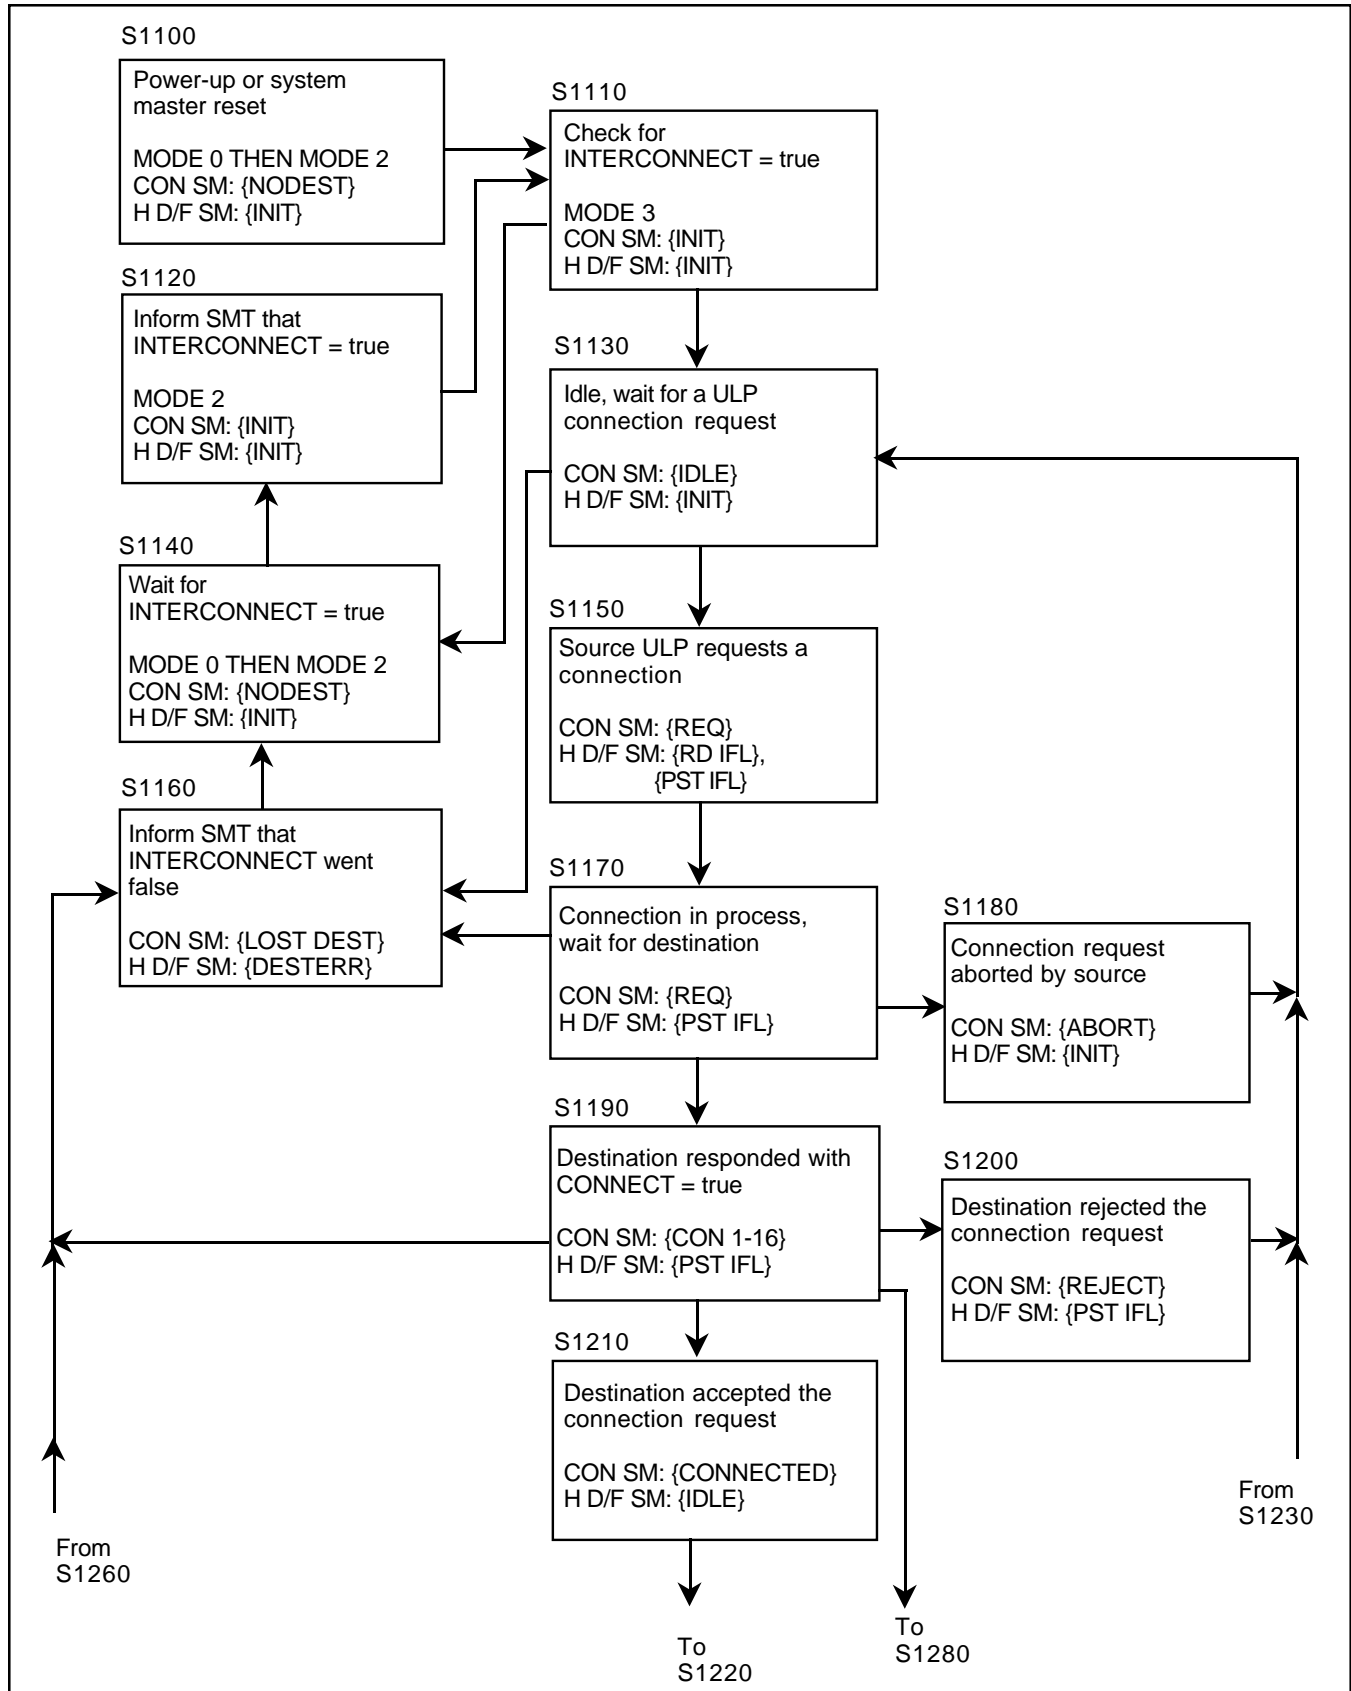 S1100
Power-up or system
master reset
MODE 0 THEN MODE 2
CON SM: {NODEST}
H D/F SM: {INIT}
S1110
Check for
INTERCONNECT = true
MODE 3
CON SM: {INIT}
H D/F SM: {INIT}
S1120
Inform SMT that
INTERCONNECT = true
MODE 2
CON SM: {INIT}
H D/F SM: {INIT}
S1130
Idle, wait for a ULP
connection request
CON SM: {IDLE}
H D/F SM: {INIT}
S1140
Wait for
INTERCONNECT = true
MODE 0 THEN MODE 2
CON SM: {NODEST}
H D/F SM: {INIT}
S1150
Source ULP requests a
connection
CON SM: {REQ}
H D/F SM: {RD IFL},
{PST IFL}
S1160
Inform SMT that
INTERCONNECT went
false
CON SM: {LOST DEST}
H D/F SM: {DESTERR}
S1170
Connection in process,
wait for destination
CON SM: {REQ}
H D/F SM: {PST IFL}
S1180
Connection request
aborted by source
CON SM: {ABORT}
H D/F SM: {INIT}
S1190
Destination responded with
CONNECT = true
CON SM: {CON 1-16}
H D/F SM: {PST IFL}
S1200
Destination rejected the
connection request
CON SM: {REJECT}
H D/F SM: {PST IFL}
S1210
Destination accepted the
connection request
CON SM: {CONNECTED}
H D/F SM: {IDLE}
From
S1260
From
S1230
To
S1220
To
S1280